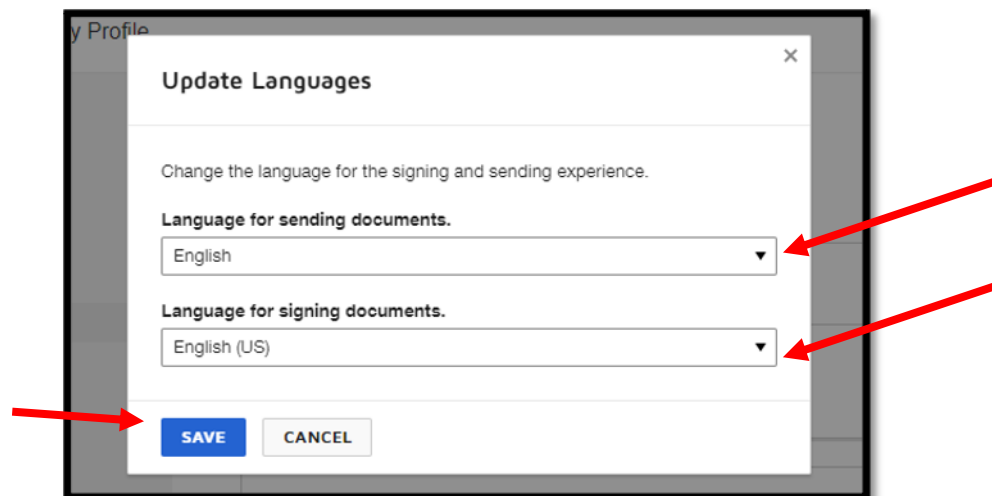 y Profile
×
Update Languages
Change the language for the signing and sending experience.
Language for sending documents.
English
Language for signing documents.
English (US)
SAVE CANCEL